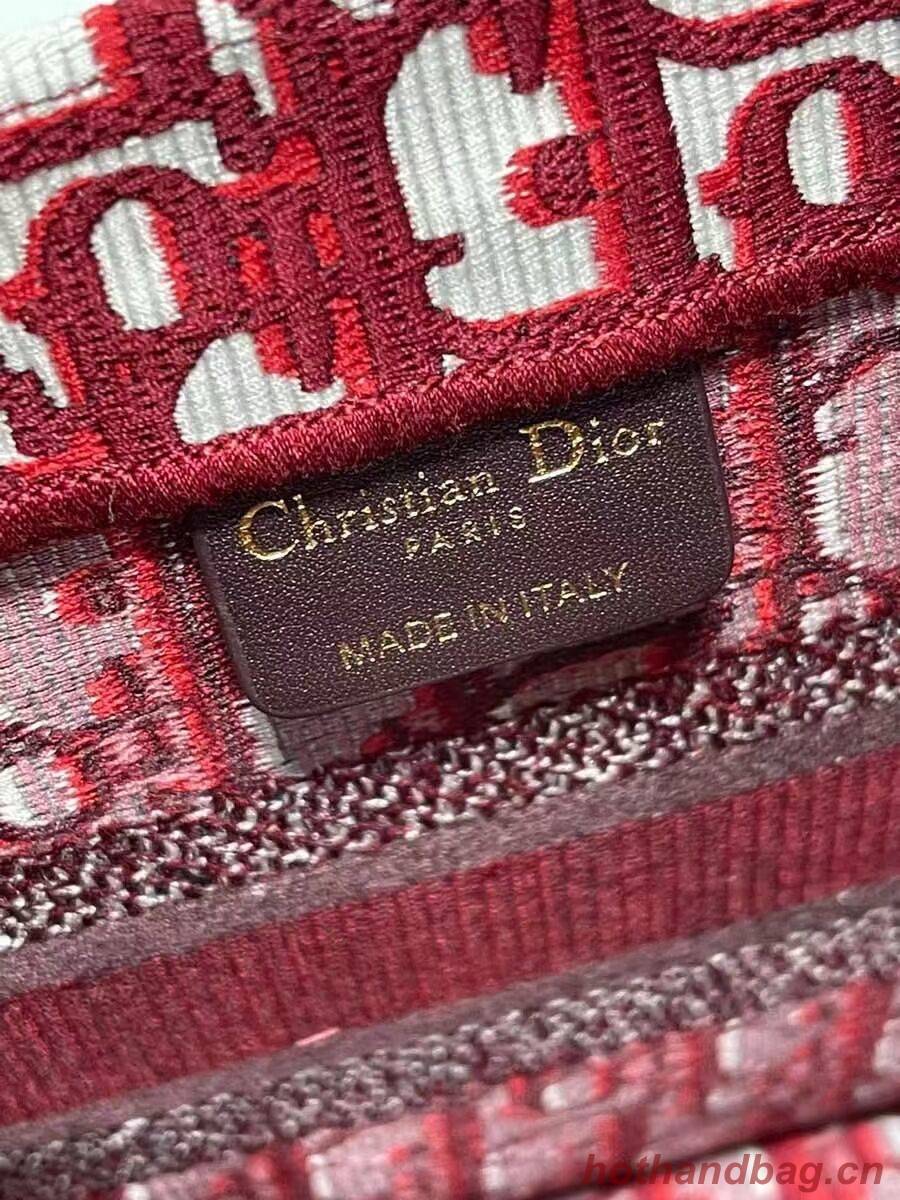 Christian Dior
PARIS
MADE IN ITALY
hothandbag.cn